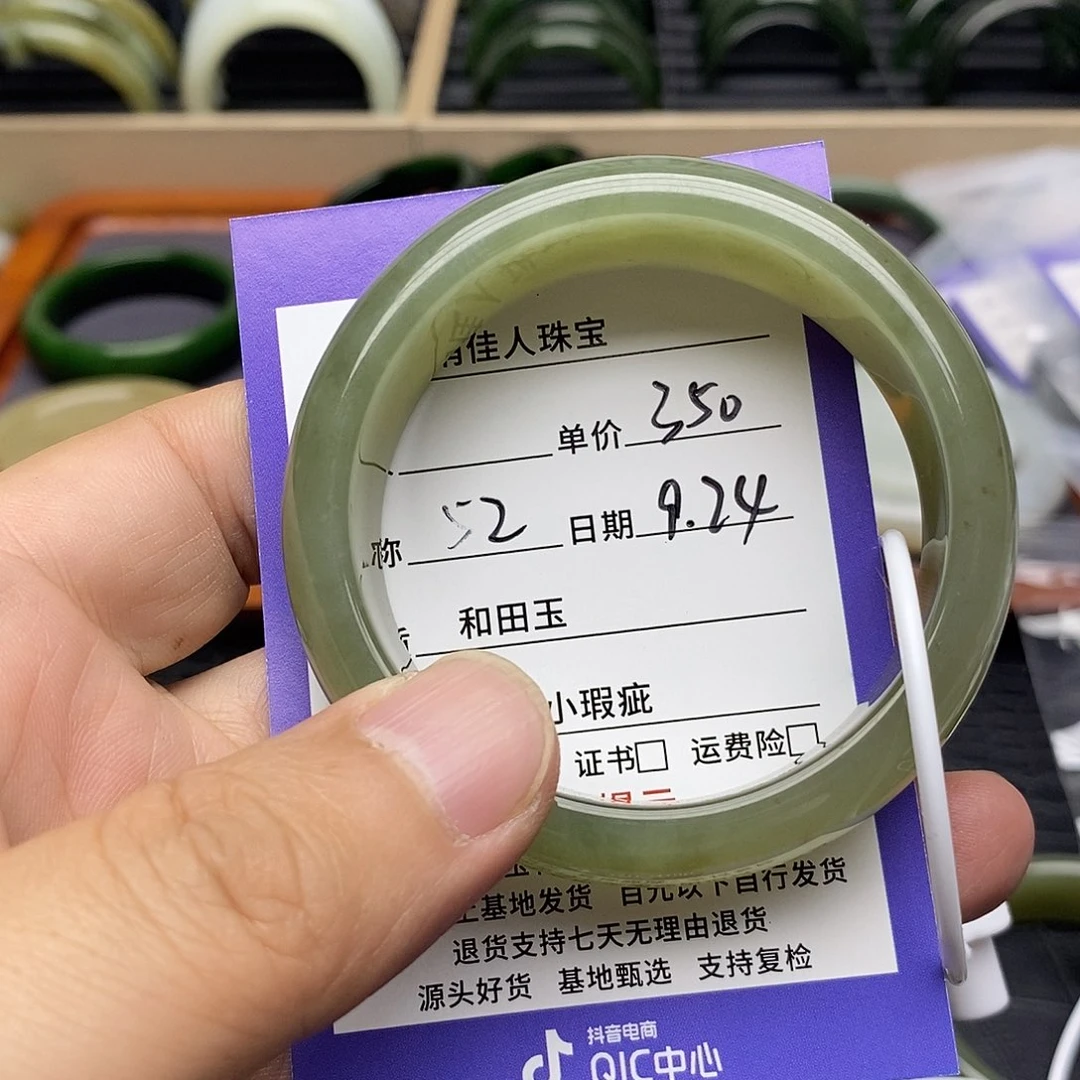 佳人珠宝
单价 350
称 52 日期 9.24
和田玉
小瑕疵
证书□ 运费险□
提示
基地发货 百元以下自行发货
退货支持七天无理由退货
源头好货 基地甄选 支持复检
抖音电商
QIC中心